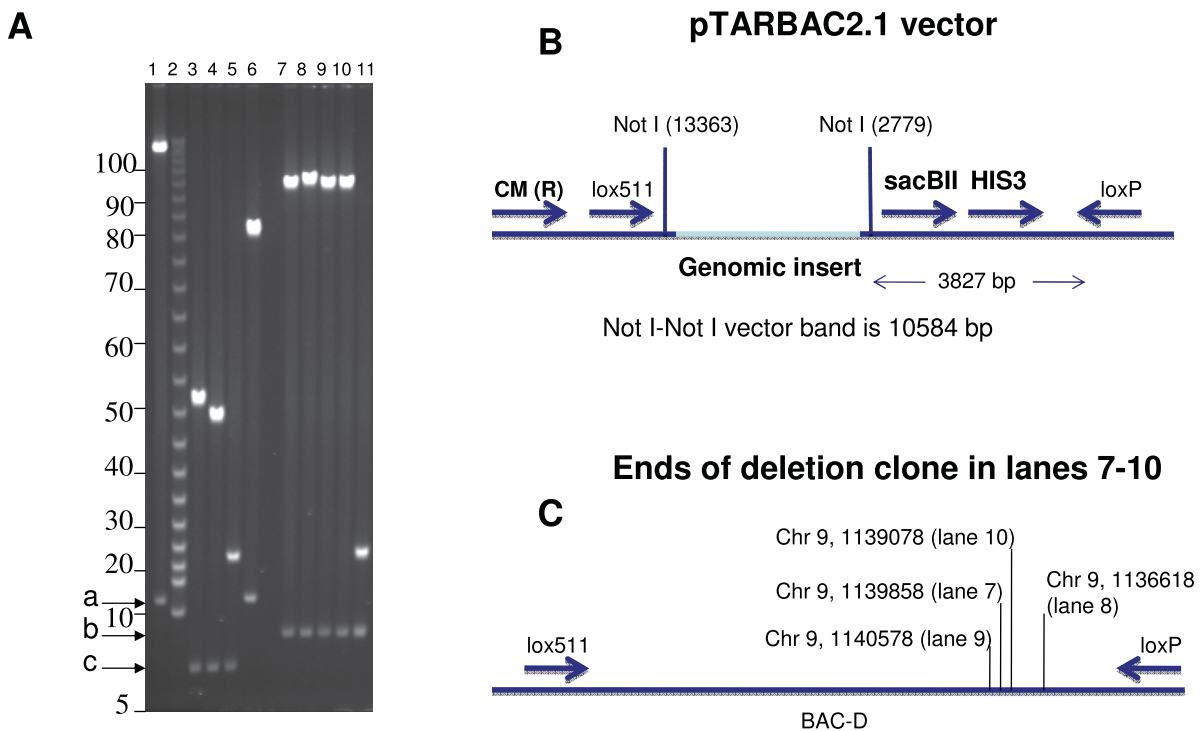 A
1 2 3 4 5 6 7 8 9 10 11
100
90
80
70
60
50
40
30
20
a
10
b
c
5
B
pTARBAC2.1 vector
Not I (13363)
Not I (2779)
CM (R)
lox511
sacBII HIS3
loxP
Genomic insert
3827 bp
Not I-Not I vector band is 10584 bp
Ends of deletion clone in lanes 7-10
C
Chr 9, 1139078 (lane 10)
Chr 9, 1139858 (lane 7)
Chr 9, 1136618
(lane 8)
Chr 9, 1140578 (lane 9)
lox511
loxP
BAC-D